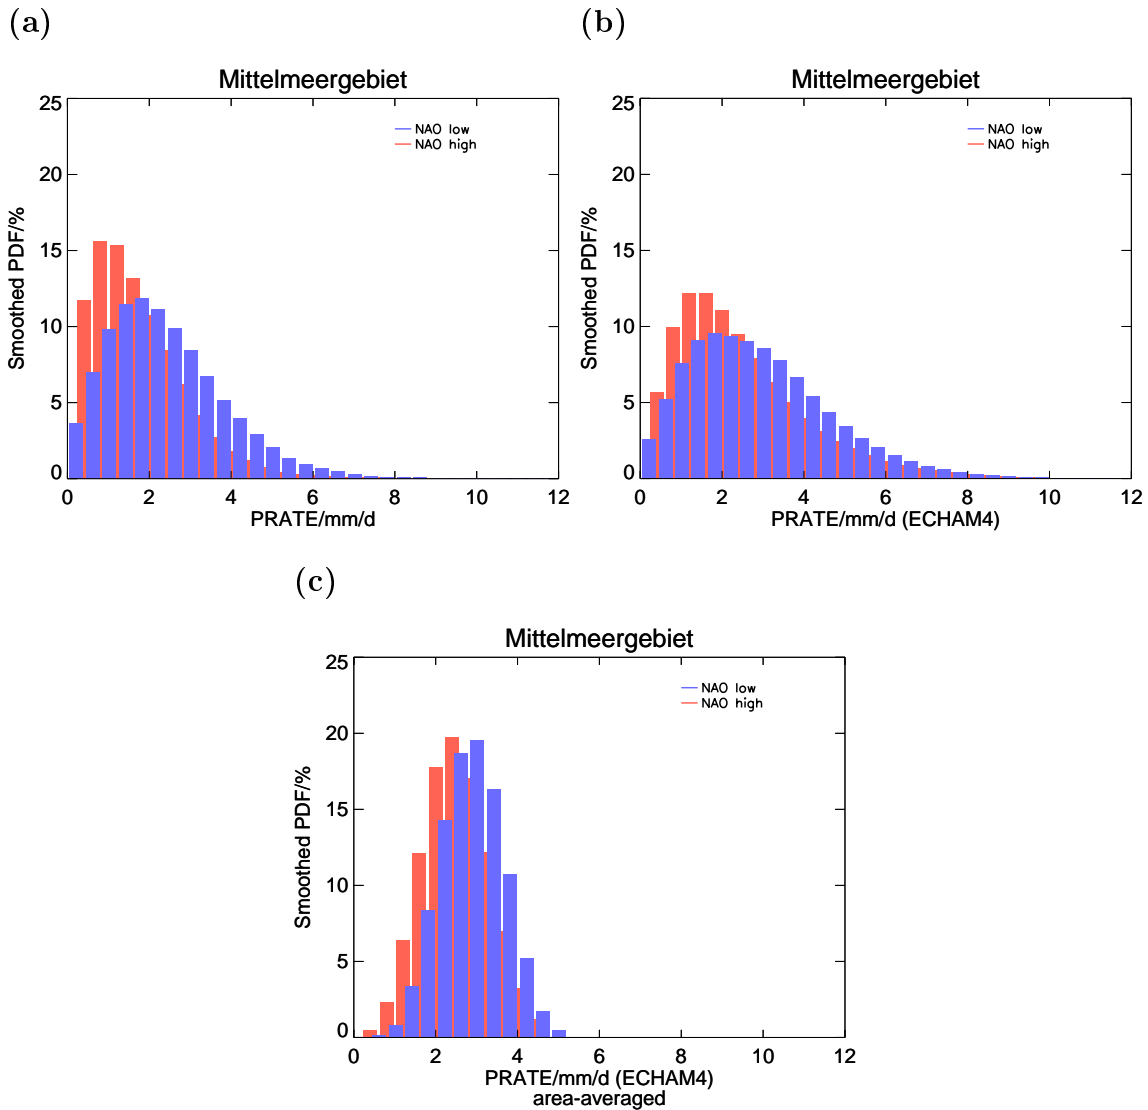 (a)
Mittelmeergebiet
25
20
15
10
5
0
Smoothed PDF/%
NAO low
NAO high
0 2 4 6 8 10 12
PRATE/mm/d
(b)
Mittelmeergebiet
25
20
15
10
5
0
Smoothed PDF/%
NAO low
NAO high
0 2 4 6 8 10 12
PRATE/mm/d (ECHAM4)
(c)
Mittelmeergebiet
25
20
15
10
5
0
Smoothed PDF/%
NAO low
NAO high
0 2 4 6 8 10 12
PRATE/mm/d (ECHAM4)
area-averaged